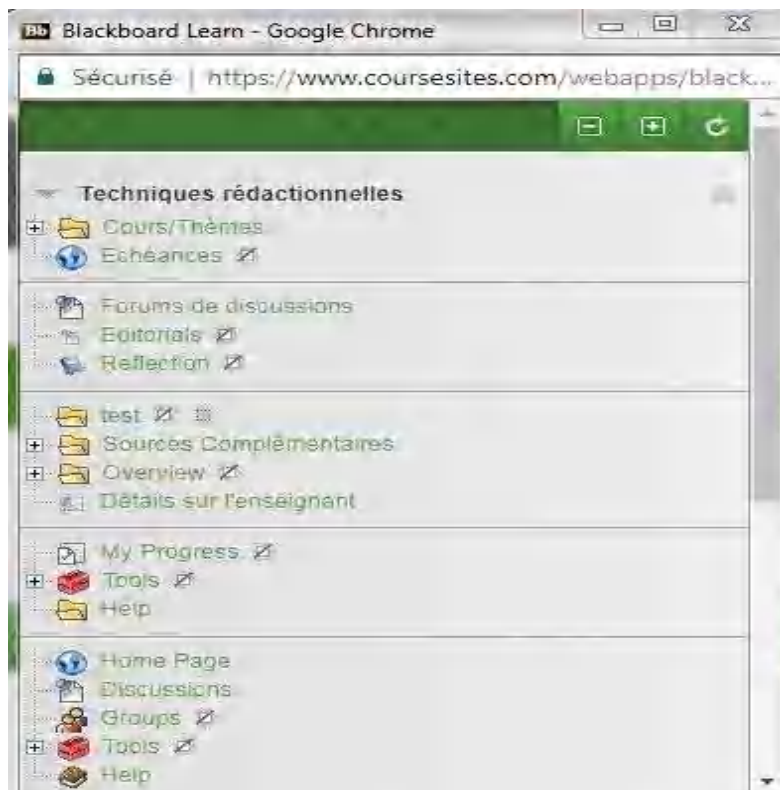 Bb Blackboard Learn - Google Chrome
Sécurisé | https://www.coursesites.com/webapps/black...
Techniques rédactionnelles
Cours/Thèmes
Echéances
Forums de discussions
Editorials
Reflection
test
Sources Complémentaires
Overview
Détails sur l'enseignant
My Progress
Tools
Help
Home Page
Discussions
Groups
Tools
Help